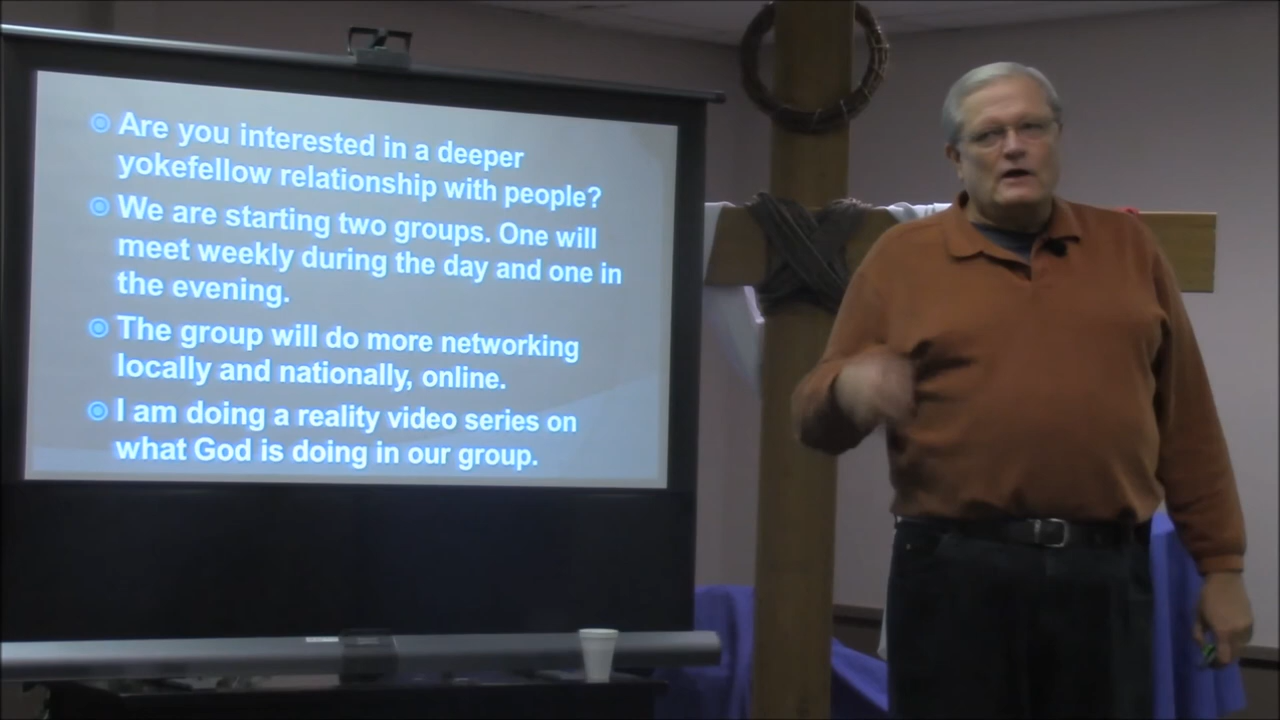 Are you interested in a deeper
yokefellow relationship with people?
We are starting two groups. One will
meet weekly during the day and one in
the evening.
The group will do more networking
locally and nationally, online.
I am doing a reality video series on
what God is doing in our group.